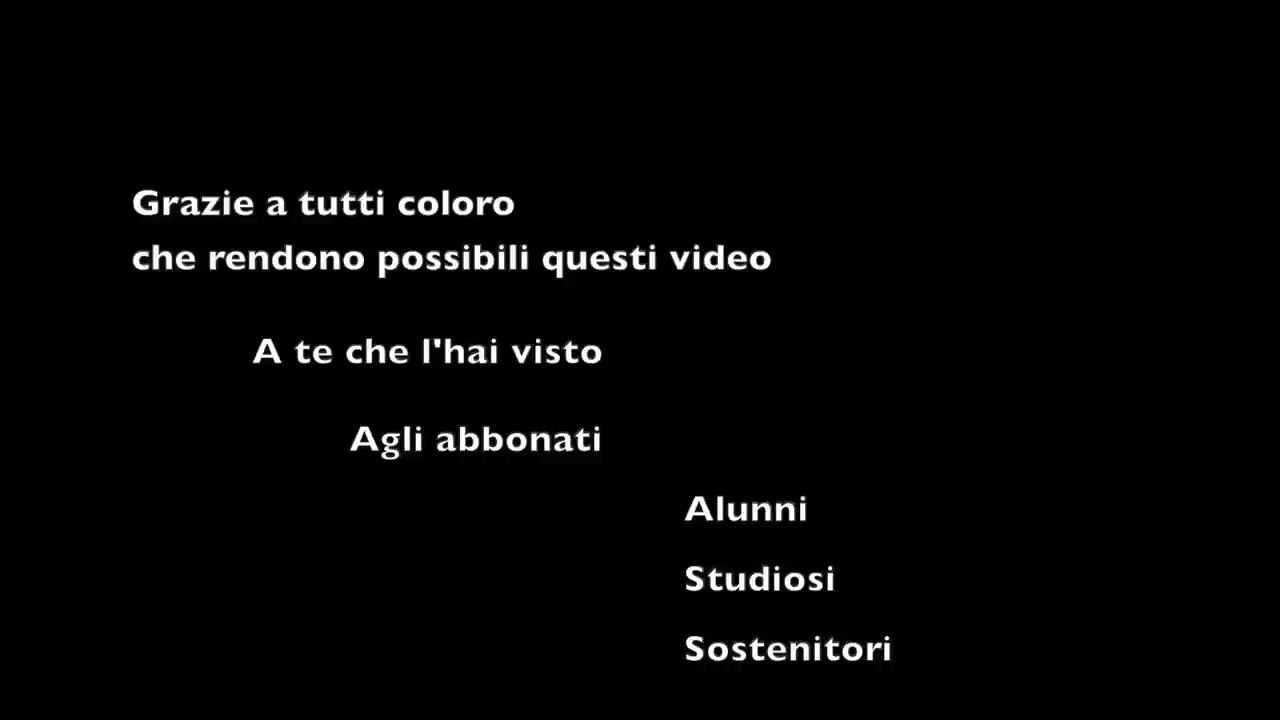 Grazie a tutti coloro
che rendono possibili questi video
A te che l'hai visto
Agli abbonati
Alunni
Studiosi
Sostenitori